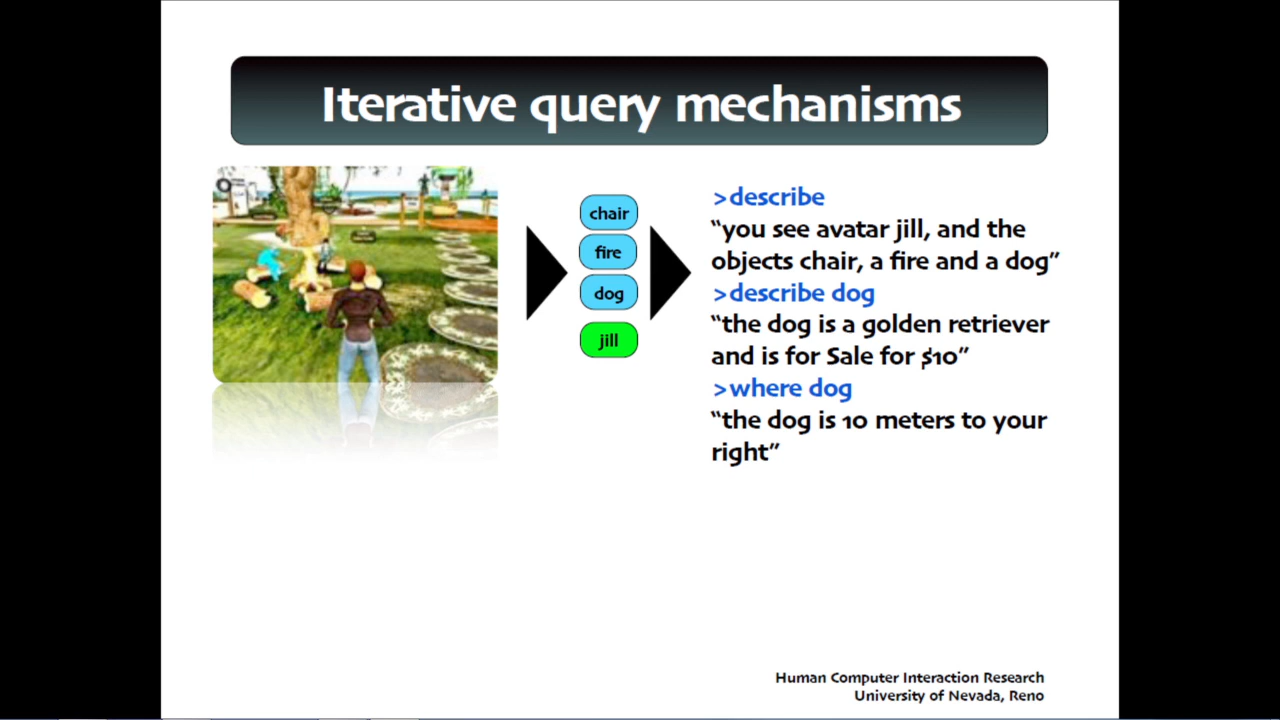 Iterative query mechanisms
chair
fire
dog
jill
>describe
“you see avatar jill, and the
objects chair, a fire and a dog”
>describe dog
“the dog is a golden retriever
and is for Sale for $10”
>where dog
“the dog is 10 meters to your
right”
Human Computer Interaction Research
University of Nevada, Reno